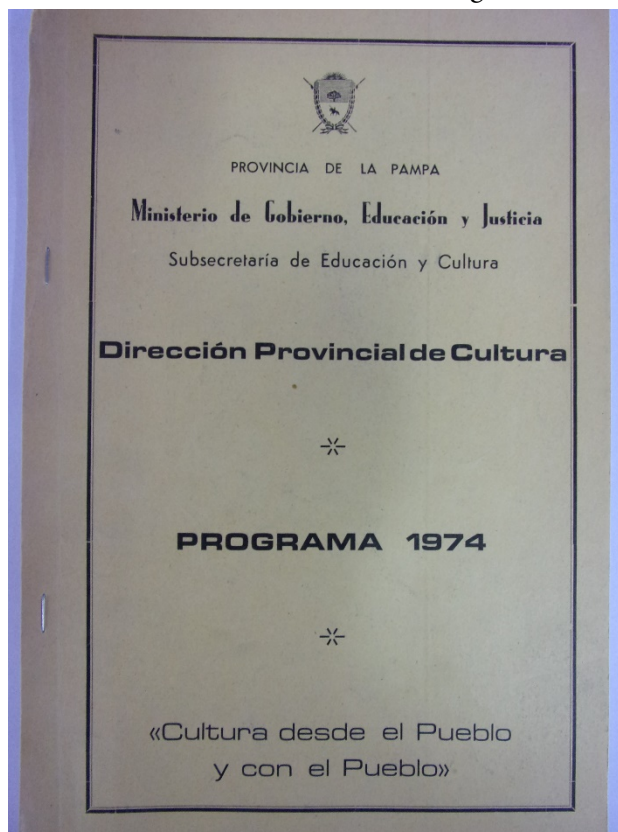 PROVINCIA DE LA PAMPA
Ministerio de Gobierno, Educación y Justicia
Subsecretaría de Educación y Cultura
Dirección Provincial de Cultura
PROGRAMA 1974
«Cultura desde el Pueblo
y con el Pueblo»